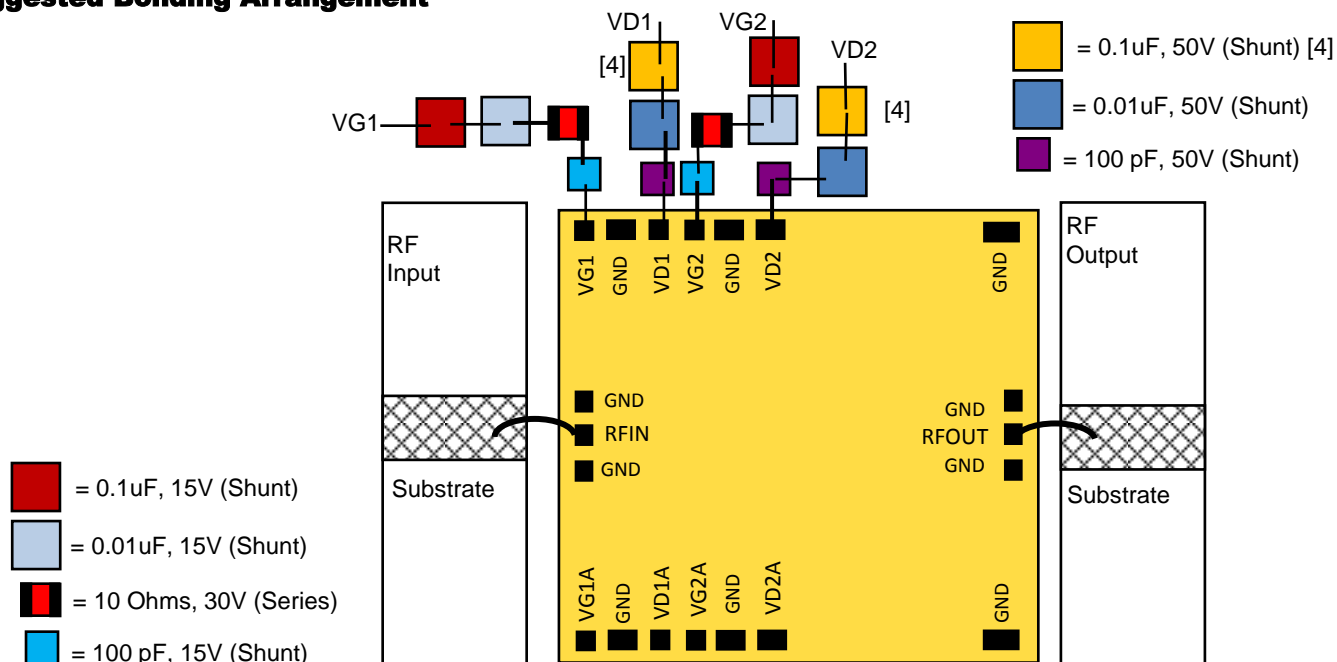 ggested Bonding Arrangement
VD1
VG2
VD2
[4]
[4]
VG1
= 0.1uF, 50V (Shunt) [4]
= 0.01uF, 50V (Shunt)
= 100 pF, 50V (Shunt)
RF
Input
RF
Output
VG1
GND
VD1
VG2
GND
VD2
GND
GND
RFIN
GND
GND
RFOUT
GND
Substrate
Substrate
= 0.1uF, 15V (Shunt)
= 0.01uF, 15V (Shunt)
= 10 Ohms, 30V (Series)
= 100 pF, 15V (Shunt)
VG1A
GND
VD1A
VG2A
GND
VD2A
GND